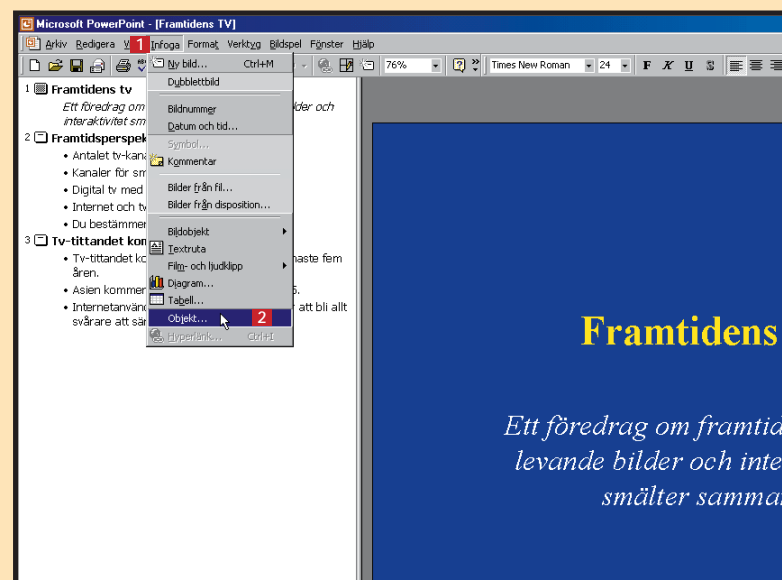 Microsoft PowerPoint - [Framtidens TV]
Arkiv Redigera V 1 Infoga Format Verktyg Bildspel Fönster Hjälp
76% Times New Roman 24 F K U S
Ny bild... Ctrl+M
Dubblettbild
Bildnummer
Datum och tid...
Symbol...
Kommentar
Bilder från fil...
Bilder från disposition...
Bildobjekt
Textruta
Film- och ljudklipp
Diagram...
Tabell...
Objekt... 2
Hyperlänk... Ctrl+I
1 Framtidens tv
Ett föredrag om lder och
interaktivitet sm
2 Framtidsperspek
• Antalet tv-kana
• Kanaler för sm
• Digital tv med
• Internet och tv
• Du bestämmer
3 Tv-tittandet kom
• Tv-tittandet ko naste fem
åren.
• Asien kommer 5.
• Internetanvänd att bli allt
svårare att sär
Framtidens
Ett föredrag om framtid
levande bilder och inte
smälter samman